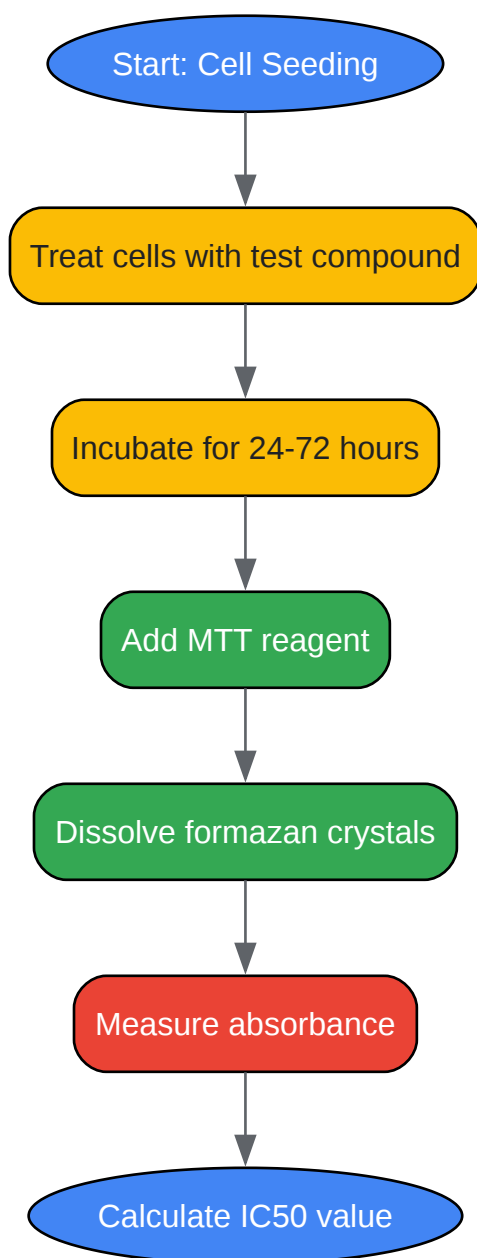 Start: Cell Seeding
Treat cells with test compound
Incubate for 24-72 hours
Add MTT reagent
Dissolve formazan crystals
Measure absorbance
Calculate IC50 value